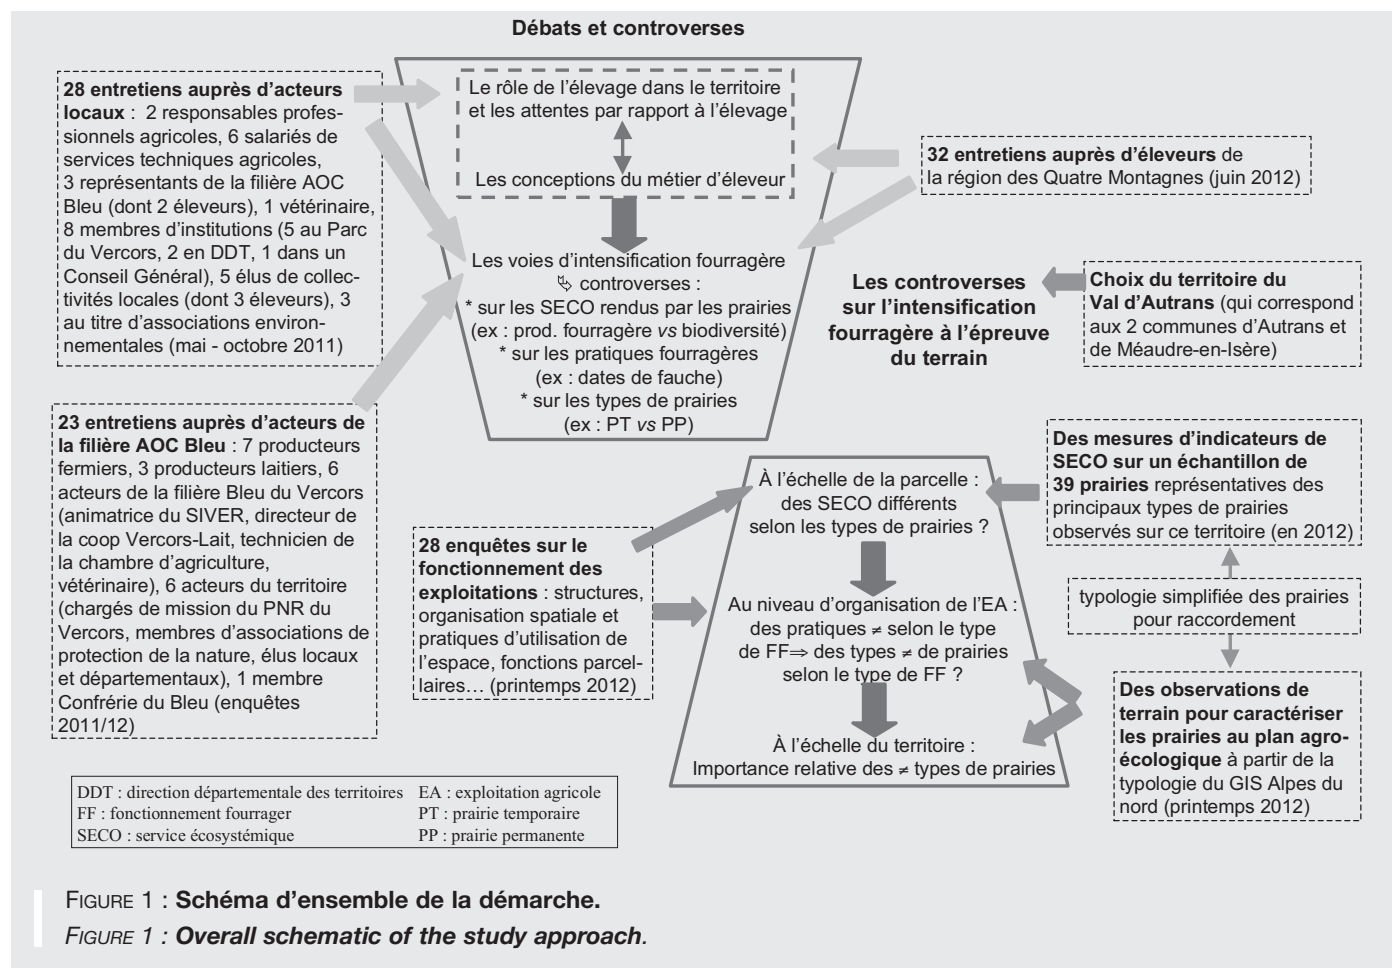 Débats et controverses
28 entretiens auprès d'acteurs
locaux : 2 responsables profes-
sionnels agricoles, 6 salariés de
services techniques agricoles,
3 représentants de la filière AOC
Bleu (dont 2 éleveurs), 1 vétérinaire,
8 membres d'institutions (5 au Parc
du Vercors, 2 en DDT, 1 dans un
Conseil Général), 5 élus de collec-
tivités locales (dont 3 éleveurs), 3
au titre d'associations environ-
nementales (mai - octobre 2011)
23 entretiens auprès d'acteurs de
la filière AOC Bleu : 7 producteurs
fermiers, 3 producteurs laitiers, 6
acteurs de la filière Bleu du Vercors
(animatrice du SIVER, directeur de
la coop Vercors-Lait, technicien de
la chambre d'agriculture,
vétérinaire), 6 acteurs du territoire
(chargés de mission du PNR du
Vercors, membres d'associations de
protection de la nature, élus locaux
et départementaux), 1 membre
Confrérie du Bleu (enquêtes
2011/12)
Le rôle de l'élevage dans le territoire
et les attentes par rapport à l'élevage
Les conceptions du métier d'éleveur
Les voies d'intensification fourragère
↳ controverses :
* sur les SECO rendus par les prairies
(ex : prod. fourragère vs biodiversité)
* sur les pratiques fourragères
(ex : dates de fauche)
* sur les types de prairies
(ex : PT vs PP)
32 entretiens auprès d'éleveurs de
la région des Quatre Montagnes (juin 2012)
Les controverses
sur l'intensification
fourragère à l'épreuve
du terrain
Choix du territoire du
Val d'Autrans (qui correspond
aux 2 communes d'Autrans et
de Méaudre-en-Isère)
Des mesures d'indicateurs de
SECO sur un échantillon de
39 prairies représentatives des
principaux types de prairies
observés sur ce territoire (en 2012)
typologie simplifiée des prairies
pour raccordement
Des observations de
terrain pour caractériser
les prairies au plan agro-
écologique à partir de la
typologie du GIS Alpes du
nord (printemps 2012)
28 enquêtes sur le
fonctionnement des
exploitations : structures,
organisation spatiale et
pratiques d'utilisation de
l'espace, fonctions parcel-
laires… (printemps 2012)
À l'échelle de la parcelle :
des SECO différents
selon les types de prairies ?
Au niveau d'organisation de l'EA :
des pratiques ≠ selon le type
de FF⇒ des types ≠ de prairies
selon le type de FF ?
À l'échelle du territoire :
Importance relative des ≠ types de prairies
DDT : direction départementale des territoires EA : exploitation agricole
FF : fonctionnement fourrager PT : prairie temporaire
SECO : service écosystémique PP : prairie permanente
FIGURE 1 : Schéma d'ensemble de la démarche.
FIGURE 1 : Overall schematic of the study approach.